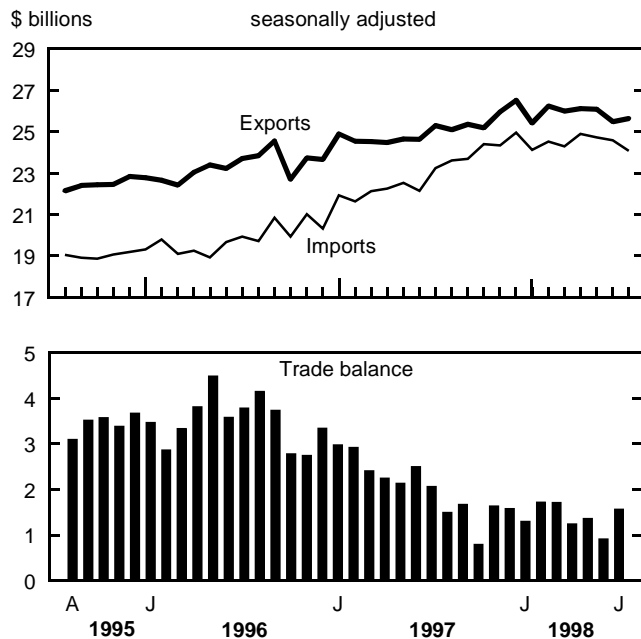 $ billions seasonally adjusted
29
27
Exports
25
23
21
Imports
19
17
5
Trade balance
4
3
2
1
0
A J J J J
1995 1996 1997 1998